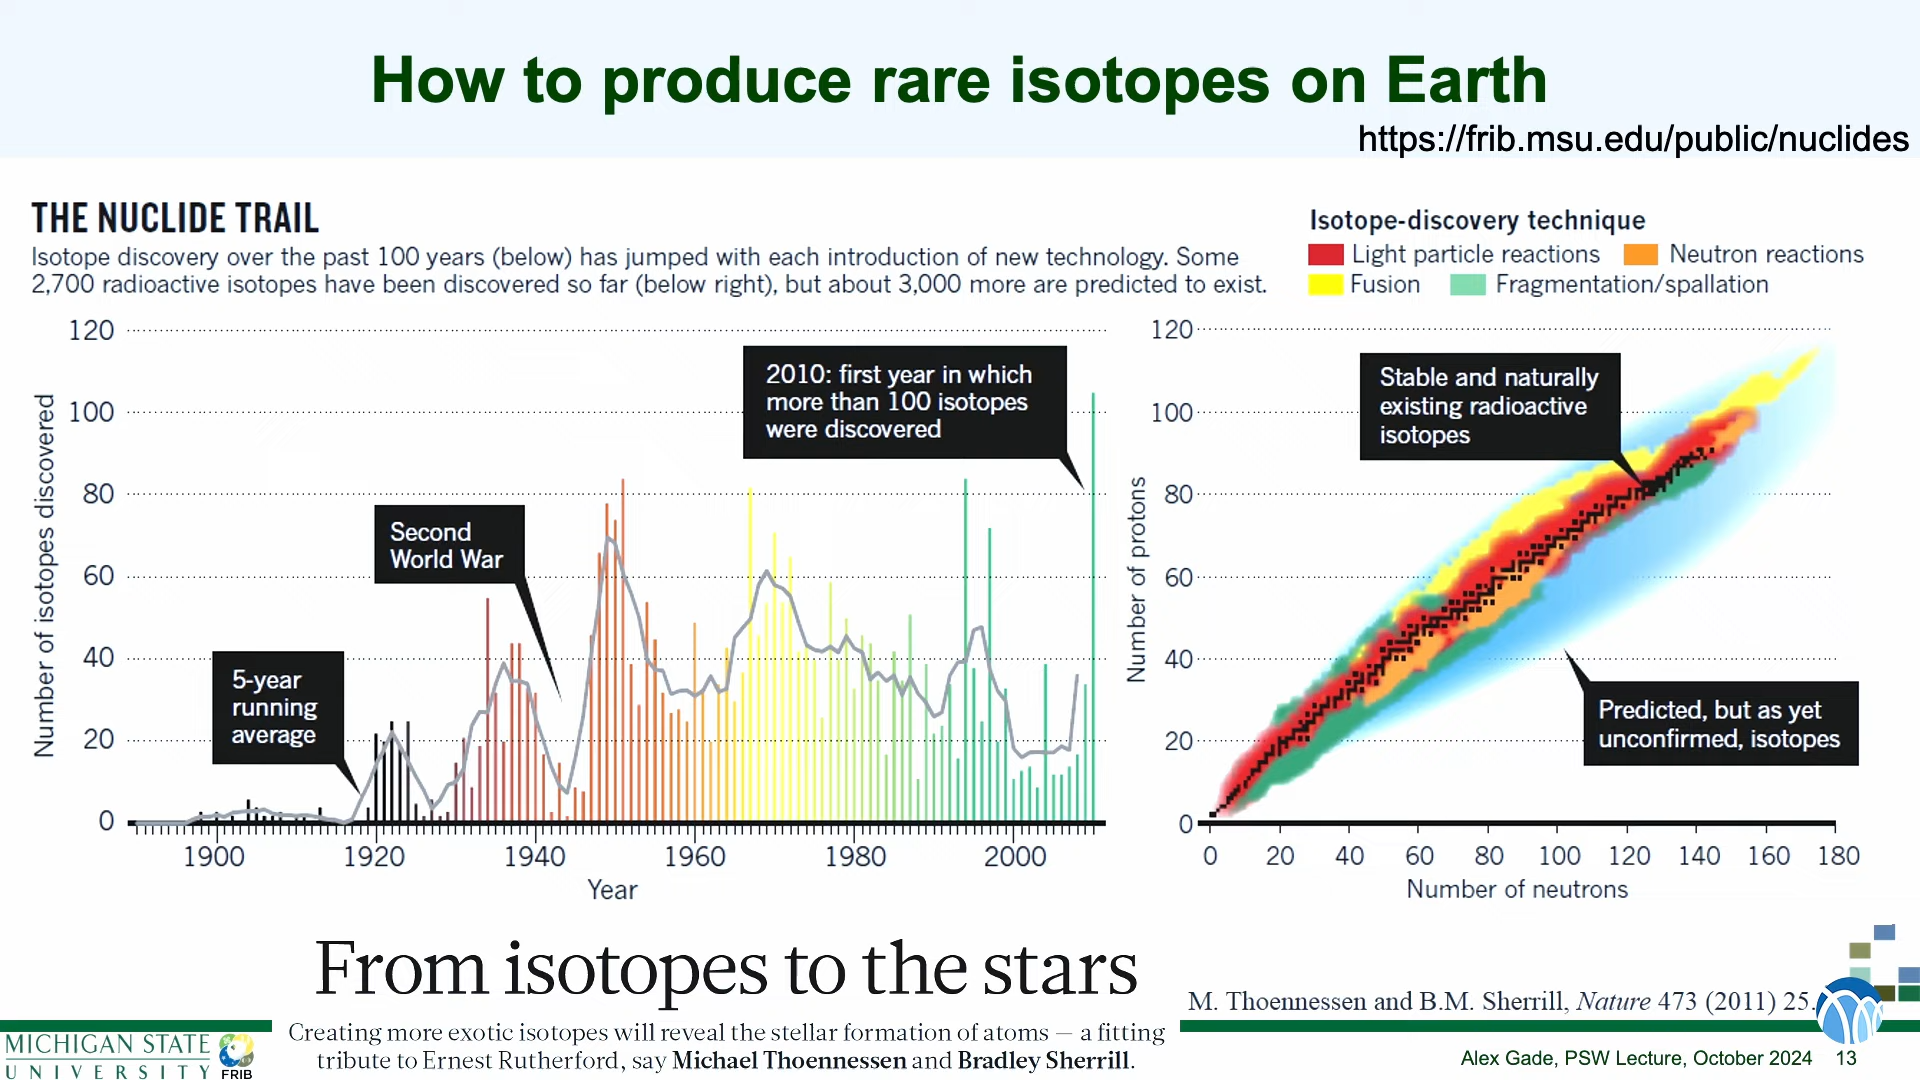 How to produce rare isotopes on Earth
https://frib.msu.edu/public/nuclides
THE NUCLIDE TRAIL
Isotope discovery over the past 100 years (below) has jumped with each introduction of new technology. Some
2,700 radioactive isotopes have been discovered so far (below right), but about 3,000 more are predicted to exist.
Isotope-discovery technique
Light particle reactions
Neutron reactions
Fusion
Fragmentation/spallation
120
100
80
60
40
20
0
Number of isotopes discovered
5-year
running
average
Second
World War
2010: first year in which
more than 100 isotopes
were discovered
1900 1920 1940 1960 1980 2000
Year
120
100
80
60
40
20
0
Number of protons
Stable and naturally
existing radioactive
isotopes
Predicted, but as yet
unconfirmed, isotopes
0 20 40 60 80 100 120 140 160 180
Number of neutrons
From isotopes to the stars
Creating more exotic isotopes will reveal the stellar formation of atoms — a fitting
tribute to Ernest Rutherford, say Michael Thoennessen and Bradley Sherrill.
M. Thoennessen and B.M. Sherrill, Nature 473 (2011) 25.
MICHIGAN STATE
UNIVERSITY
FRIB
Alex Gade, PSW Lecture, October 2024 13